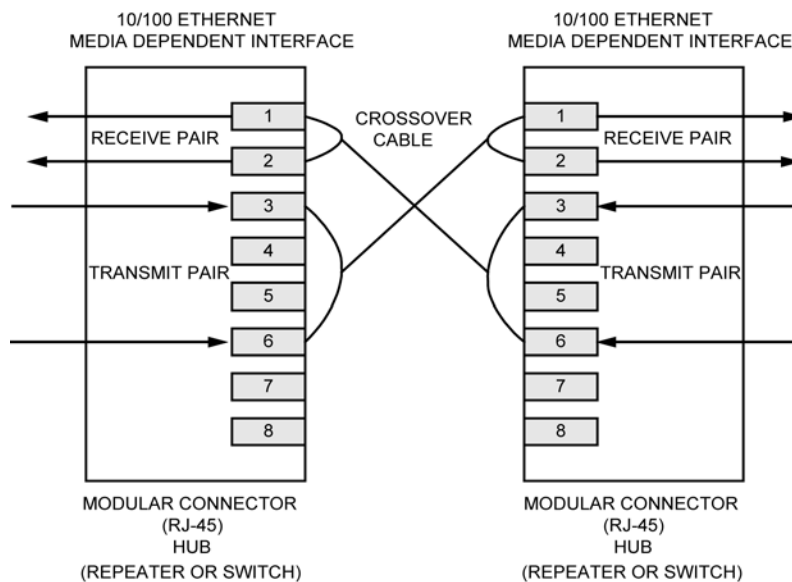 10/100 ETHERNET
MEDIA DEPENDENT INTERFACE
10/100 ETHERNET
MEDIA DEPENDENT INTERFACE
1
RECEIVE PAIR
2
3
4
TRANSMIT PAIR
5
6
7
8
CROSSOVER
CABLE
1
RECEIVE PAIR
2
3
4
TRANSMIT PAIR
5
6
7
8
MODULAR CONNECTOR
(RJ-45)
HUB
(REPEATER OR SWITCH)
MODULAR CONNECTOR
(RJ-45)
HUB
(REPEATER OR SWITCH)